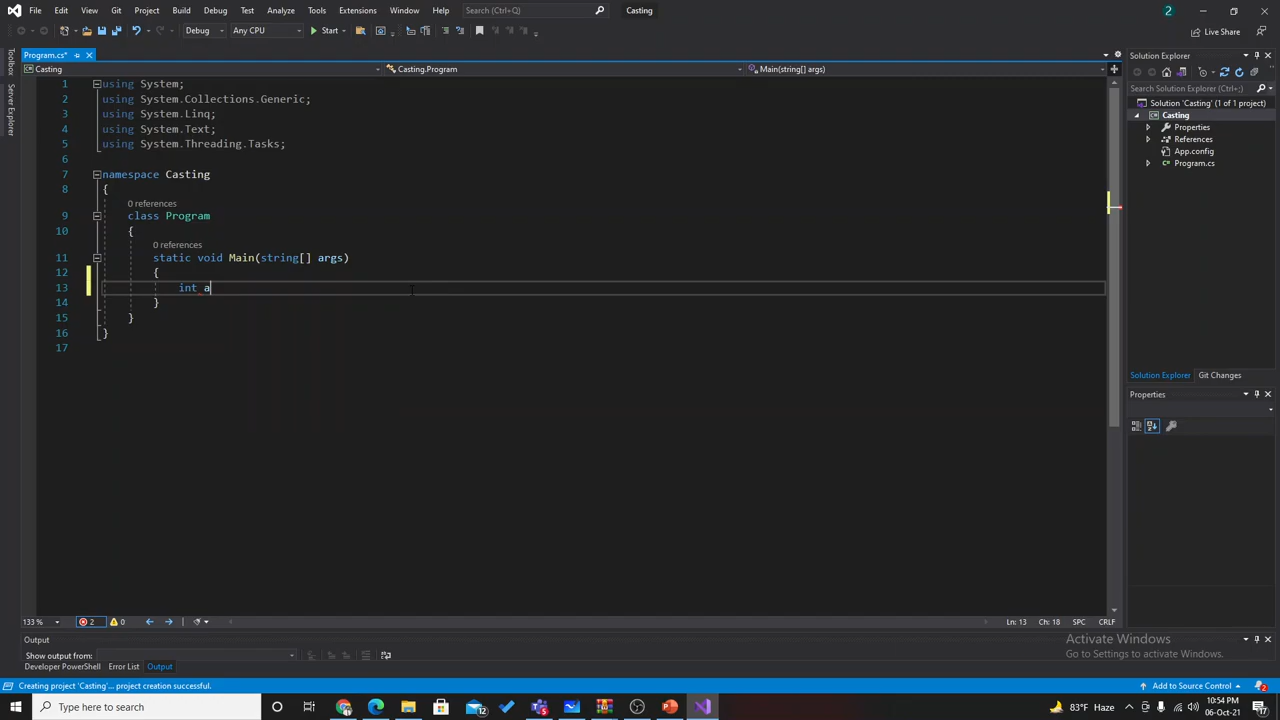 File Edit View Git Project Build Debug Test Analyze Tools Extensions Window Help Search (Ctrl+Q) Casting 2
Debug Any CPU Start Live Share
Program.cs* Solution Explorer
Casting Casting.Program Main(string[] args)
Toolbox
Server Explorer
Search Solution Explorer (Ctrl+;)
Solution 'Casting' (1 of 1 project)
Casting
Properties
References
App.config
Program.cs
1 using System;
2 using System.Collections.Generic;
3 using System.Linq;
4 using System.Text;
5 using System.Threading.Tasks;
6
7 namespace Casting
8 {
0 references
9 class Program
10 {
0 references
11 static void Main(string[] args)
12 {
13 int a
14 }
15 }
16 }
17
Solution Explorer Git Changes
Properties
133 % 2 0 Ln: 13 Ch: 18 SPC CRLF
Output
Show output from:
Developer PowerShell Error List Output
Activate Windows
Go to Settings to activate Windows.
Creating project 'Casting'... project creation successful. Add to Source Control 2
Type here to search 12 5 83°F Haze 10:54 PM
06-Oct-21